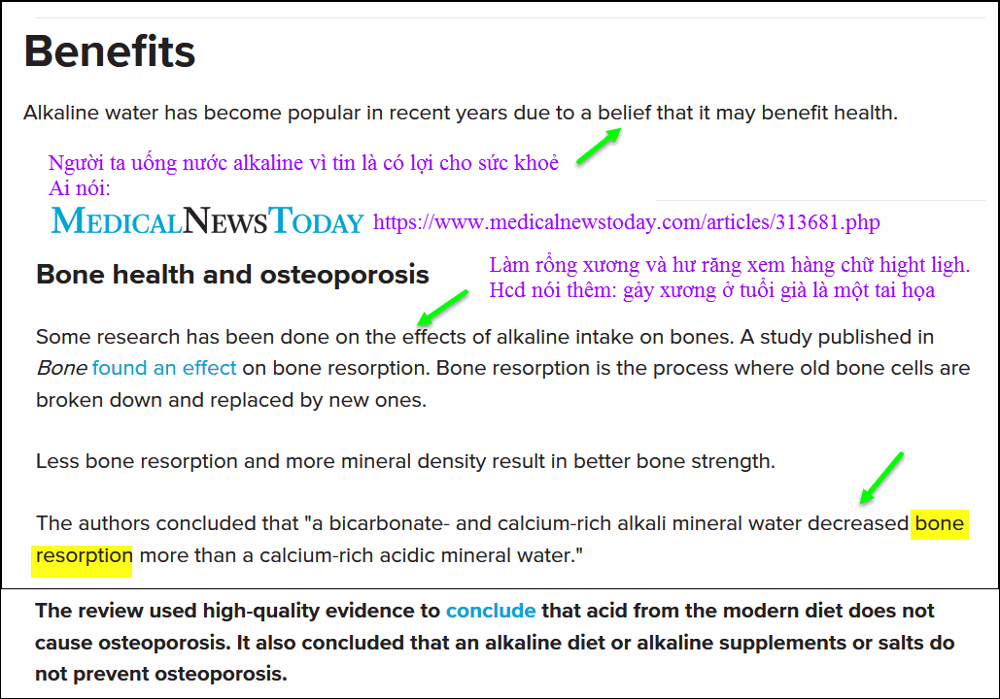 Benefits
Alkaline water has become popular in recent years due to a belief that it may benefit health.
Người ta uống nước alkaline vì tin là có lợi cho sức khoẻ
Ai nói:
MEDICALNEWSTODAY https://www.medicalnewstoday.com/articles/313681.php
Bone health and osteoporosis
Làm rổng xương và hư răng xem hàng chữ hight ligh.
Hcd nói thêm: gảy xương ở tuổi già là một tai họa
Some research has been done on the effects of alkaline intake on bones. A study published in
Bone found an effect on bone resorption. Bone resorption is the process where old bone cells are
broken down and replaced by new ones.
Less bone resorption and more mineral density result in better bone strength.
The authors concluded that "a bicarbonate- and calcium-rich alkali mineral water decreased bone
resorption more than a calcium-rich acidic mineral water."
The review used high-quality evidence to conclude that acid from the modern diet does not
cause osteoporosis. It also concluded that an alkaline diet or alkaline supplements or salts do
not prevent osteoporosis.